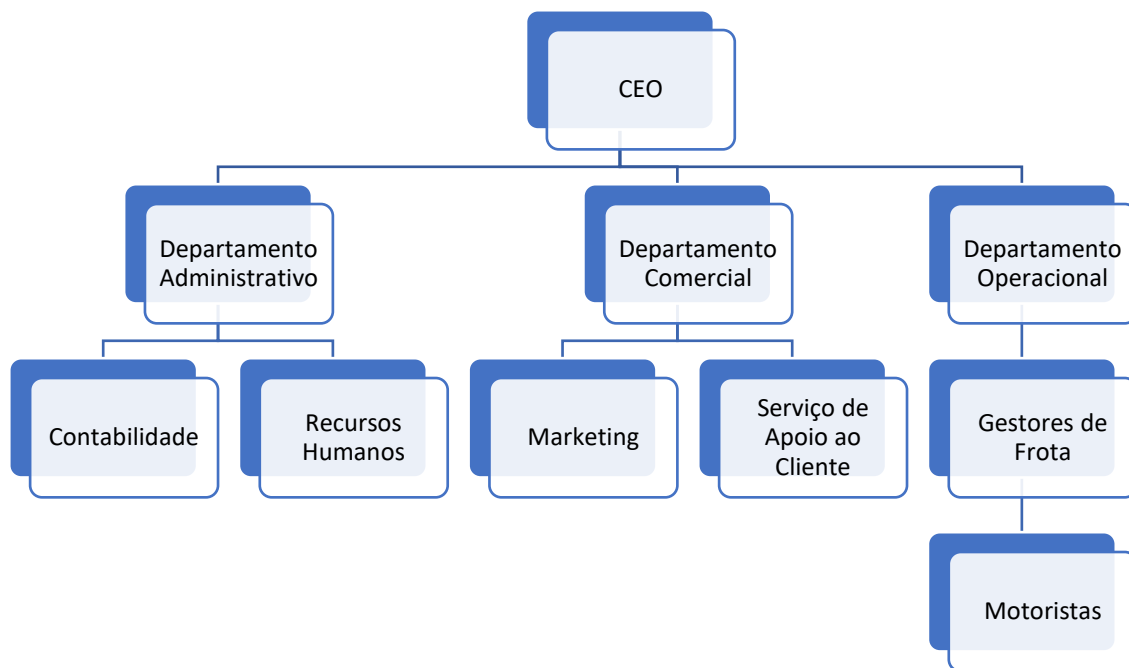 CEO
Departamento
Administrativo
Departamento
Comercial
Departamento
Operacional
Contabilidade
Recursos
Humanos
Marketing
Serviço de
Apoio ao
Cliente
Gestores de
Frota
Motoristas